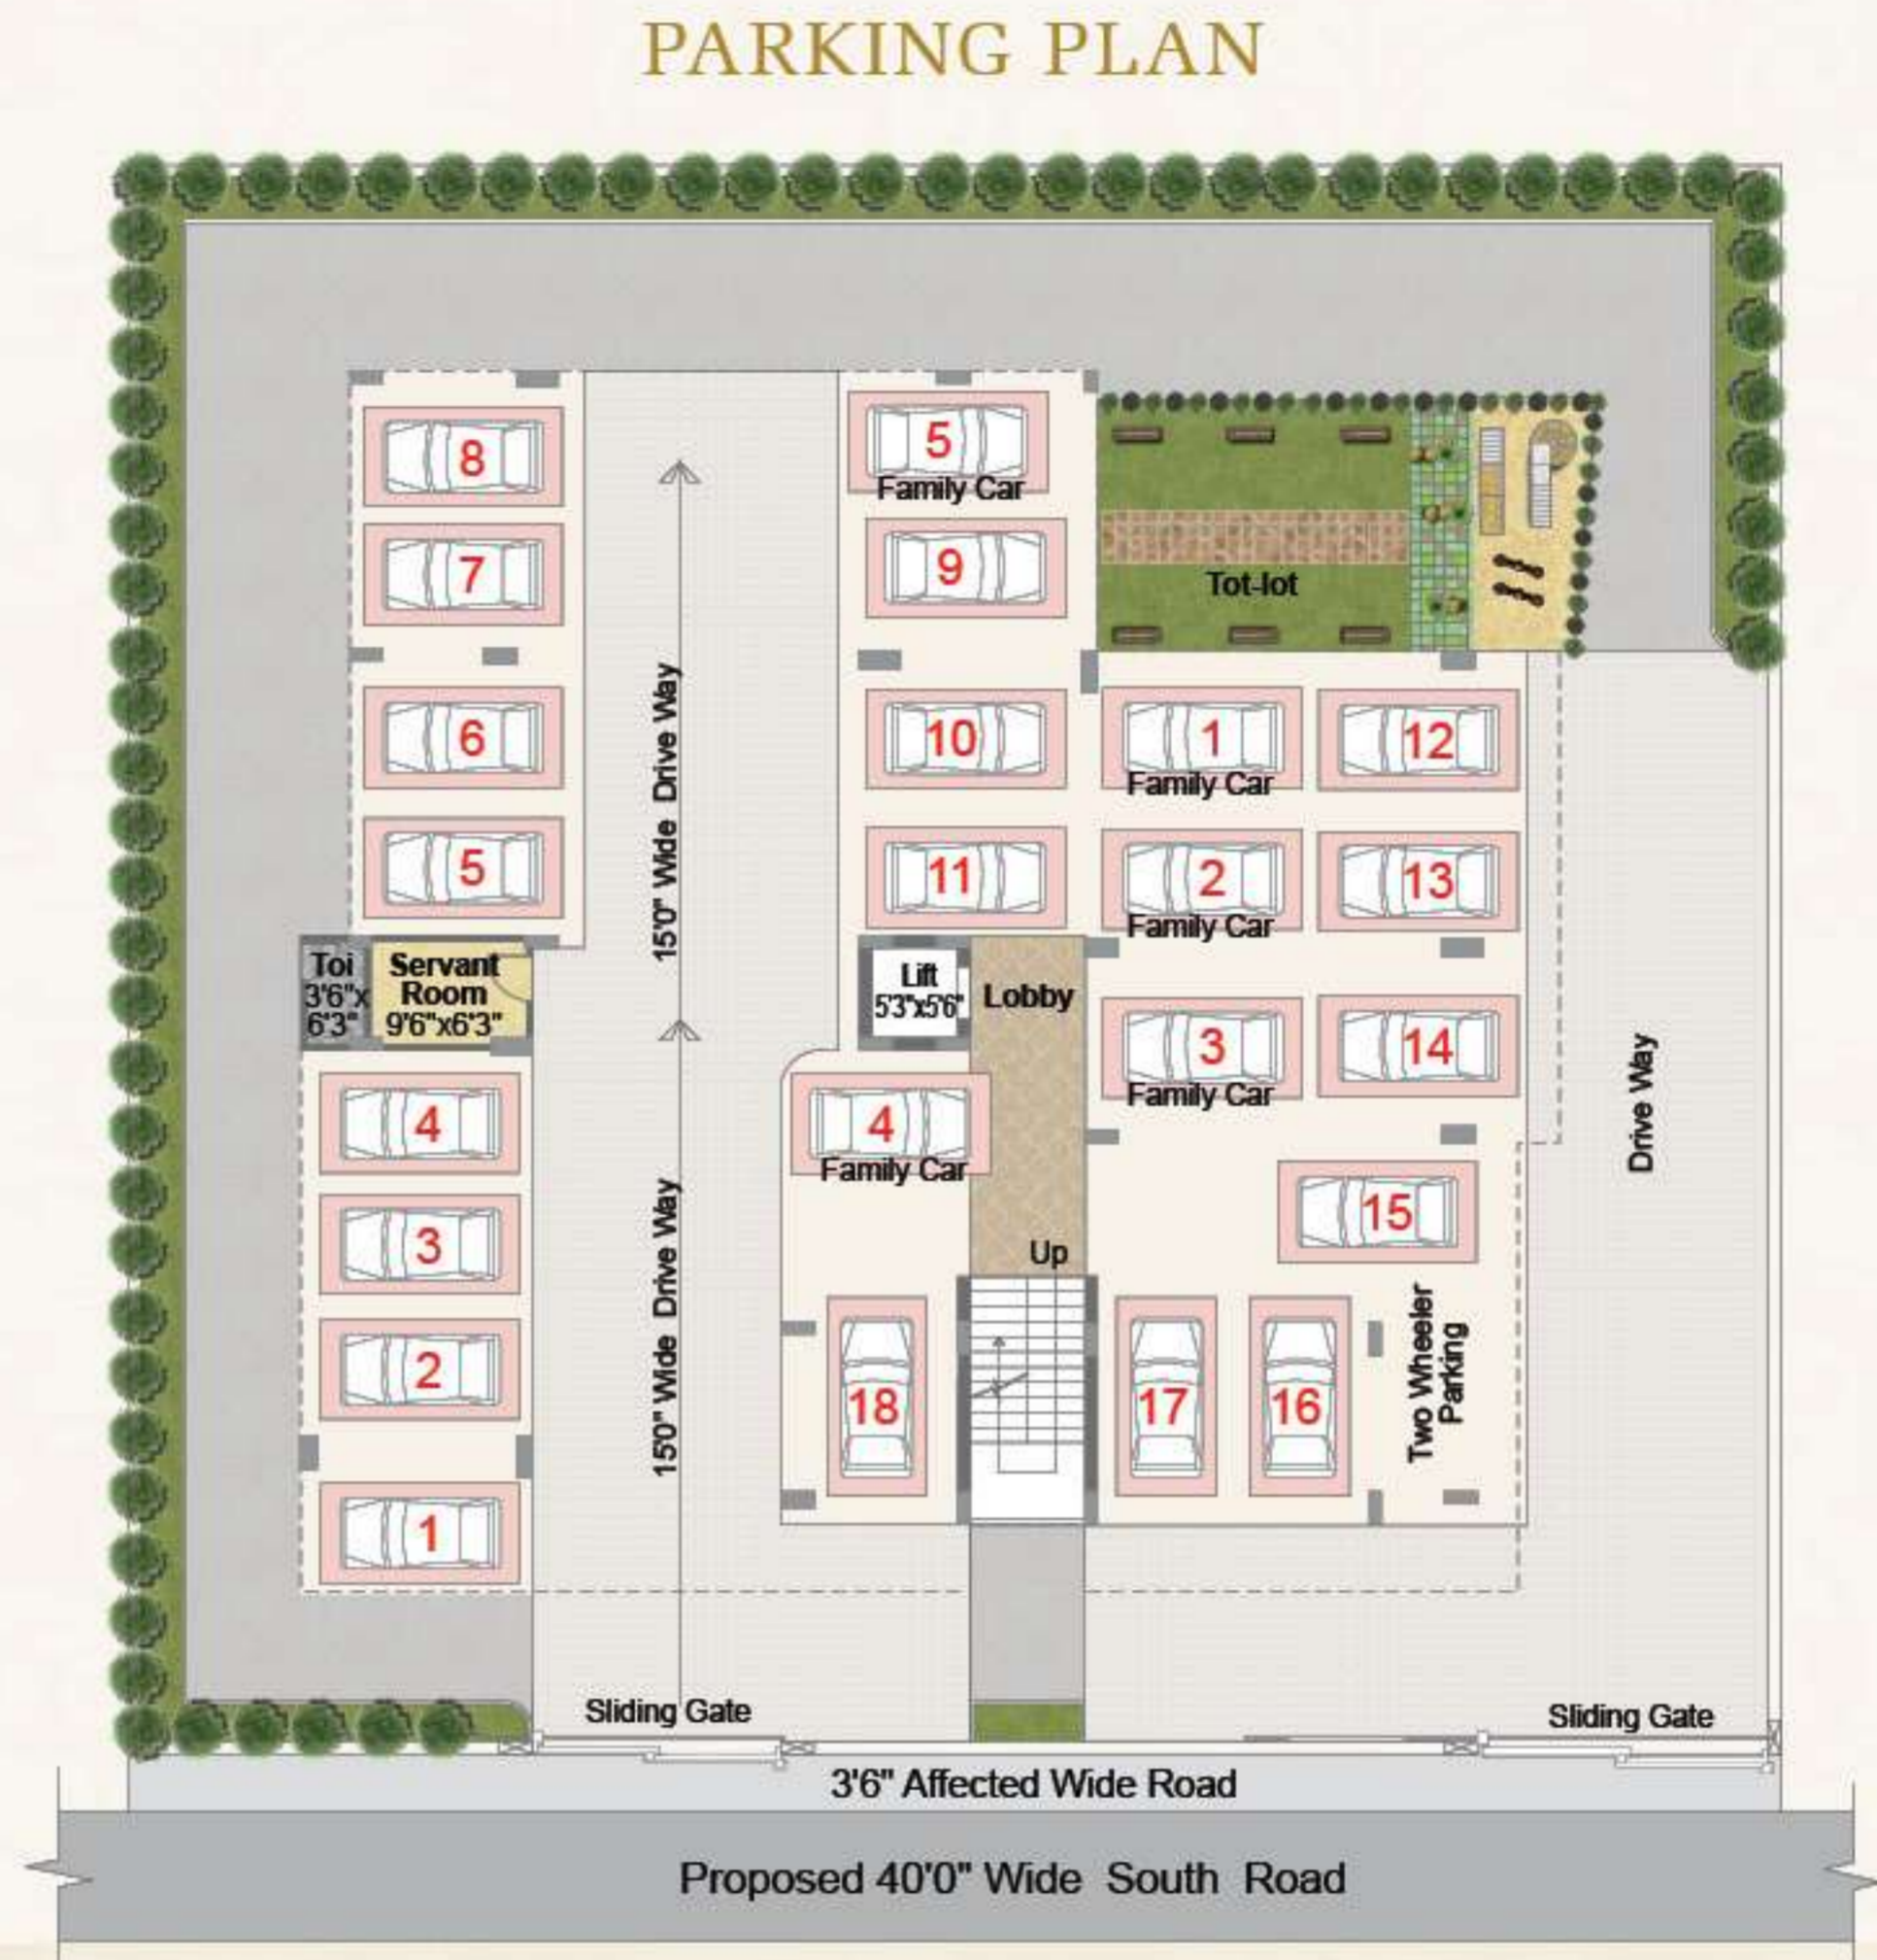 PARKING PLAN
8
5
Family Car
7
9
Tot-lot
15'0" Wide Drive Way
6
10
1
Family Car
12
5
11
2
Family Car
13
Toi
3'6"x
6'3"
Servant
Room
9'6"x6'3"
Lift
5'3"x5'6"
Lobby
3
Family Car
14
Drive Way
4
4
Family Car
15
3
15'0" Wide Drive Way
Up
2
18
17
16
Two Wheeler
Parking
1
Sliding Gate
Sliding Gate
3'6" Affected Wide Road
Proposed 40'0" Wide South Road